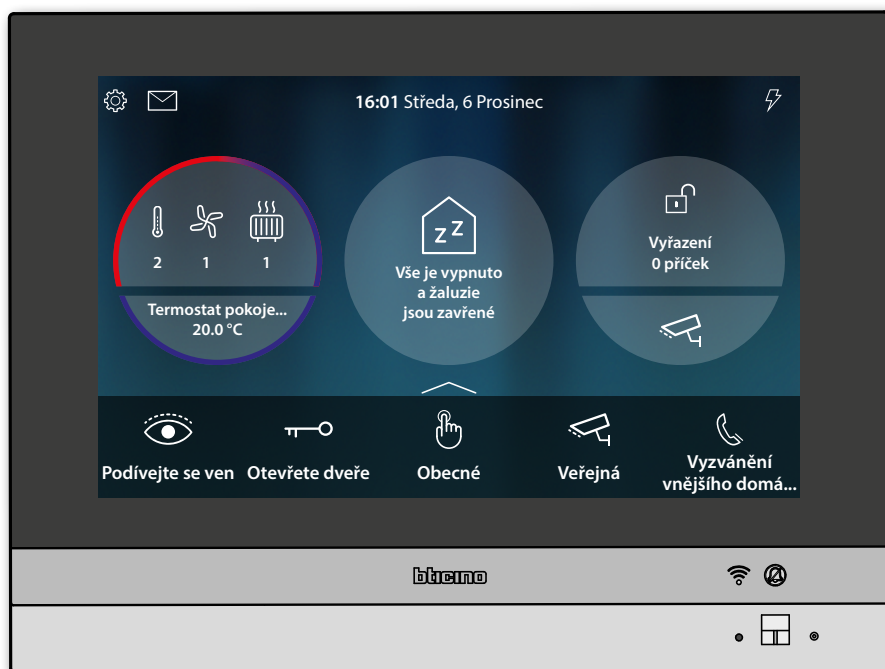 16:01 Středa, 6 Prosinec
2 1 1
Termostat pokoje...
20.0 °C
zz
Vše je vypnuto
a žaluzie
jsou zavřené
Vyřazení
0 příček
Podívejte se ven
Otevřete dveře
Obecné
Veřejná
Vyzvánění
vnějšího domá...
bticino